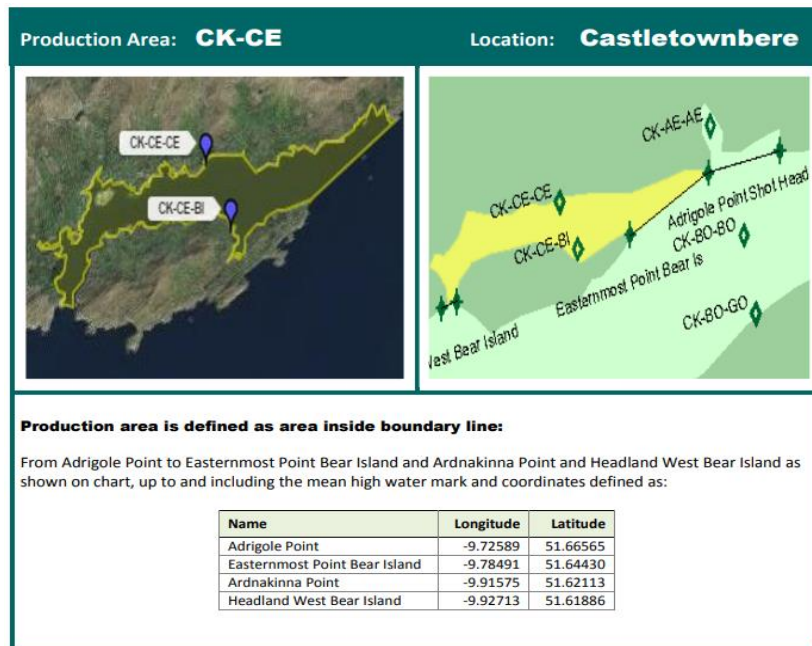 Production Area: CK-CE Location: Castletownbere
CK-CE-CE
CK-CE-BI
CK-AE-AE
CK-CE-CE
Adrigole Point Shot Head
CK-CE-BI
CK-BO-BO
Easternmost Point Bear Is
CK-BO-GO
West Bear Island
Production area is defined as area inside boundary line:
From Adrigole Point to Easternmost Point Bear Island and Ardnakinna Point and Headland West Bear Island as
shown on chart, up to and including the mean high water mark and coordinates defined as:
Name Longitude Latitude
Adrigole Point -9.72589 51.66565
Easternmost Point Bear Island -9.78491 51.64430
Ardnakinna Point -9.91575 51.62113
Headland West Bear Island -9.92713 51.61886